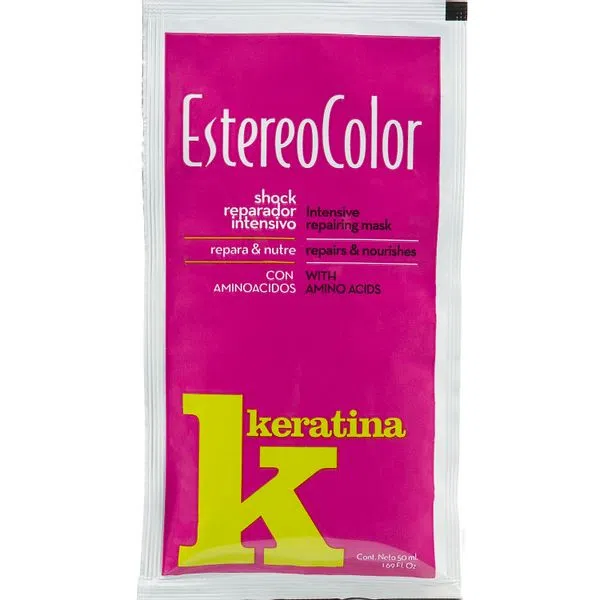 EstereoColor
shock
reparador
intensivo
Intensive
repairing mask
repara & nutre
repairs & nourishes
CON
AMINOACIDOS
WITH
AMINO ACIDS
k
keratina
Cont. Neto 50 ml.
1.69 Fl. Oz